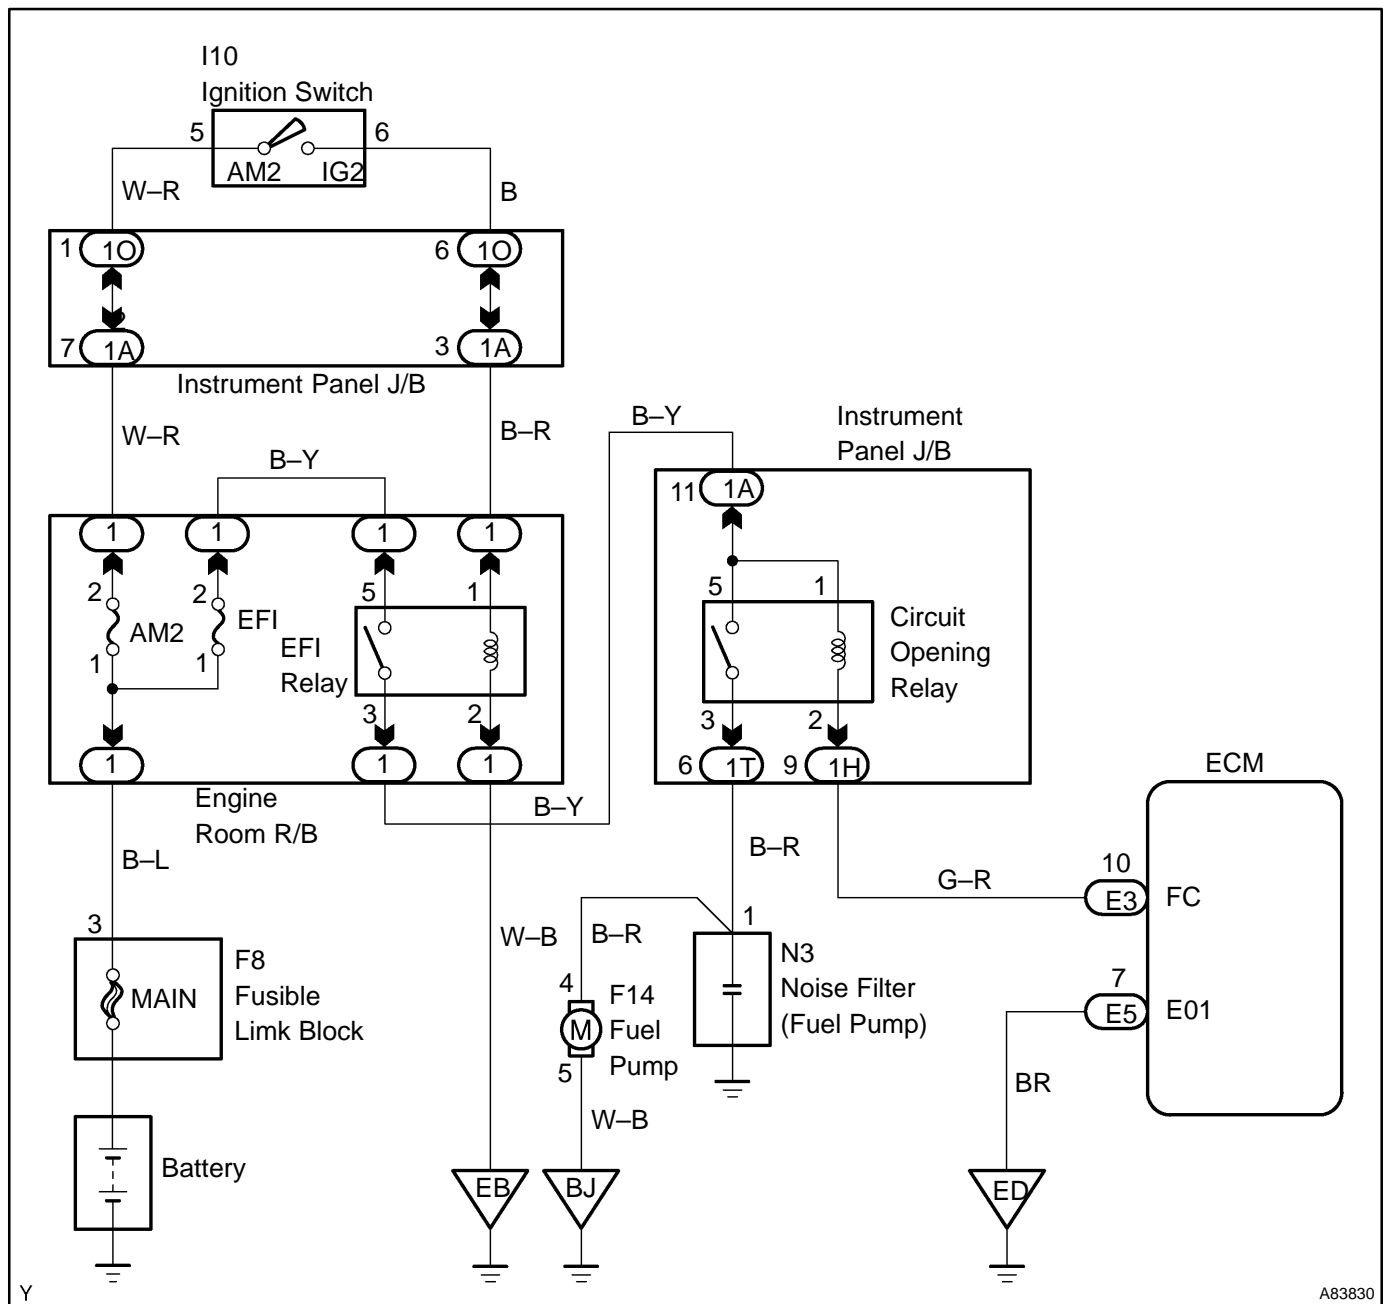 I10
Ignition Switch
5
6
AM2
IG2
W–R
B
1
1O
6
1O
7
1A
3
1A
Instrument Panel J/B
W–R
B–R
B–Y
B–Y
Instrument
Panel J/B
11
1A
1
1
1
1
2
2
5
1
AM2
EFI
1
1
EFI
Relay
3
2
5
1
Circuit
Opening
Relay
3
2
1
1
1
6
1T
9
1H
Engine
Room R/B
B–Y
B–L
B–R
G–R
ECM
10
E3
FC
7
E5
E01
3
MAIN
F8
Fusible
Limk Block
W–B
B–R
1
4
M
5
F14
Fuel
Pump
N3
Noise Filter
(Fuel Pump)
W–B
BR
Battery
EB
BJ
ED
Y
A83830